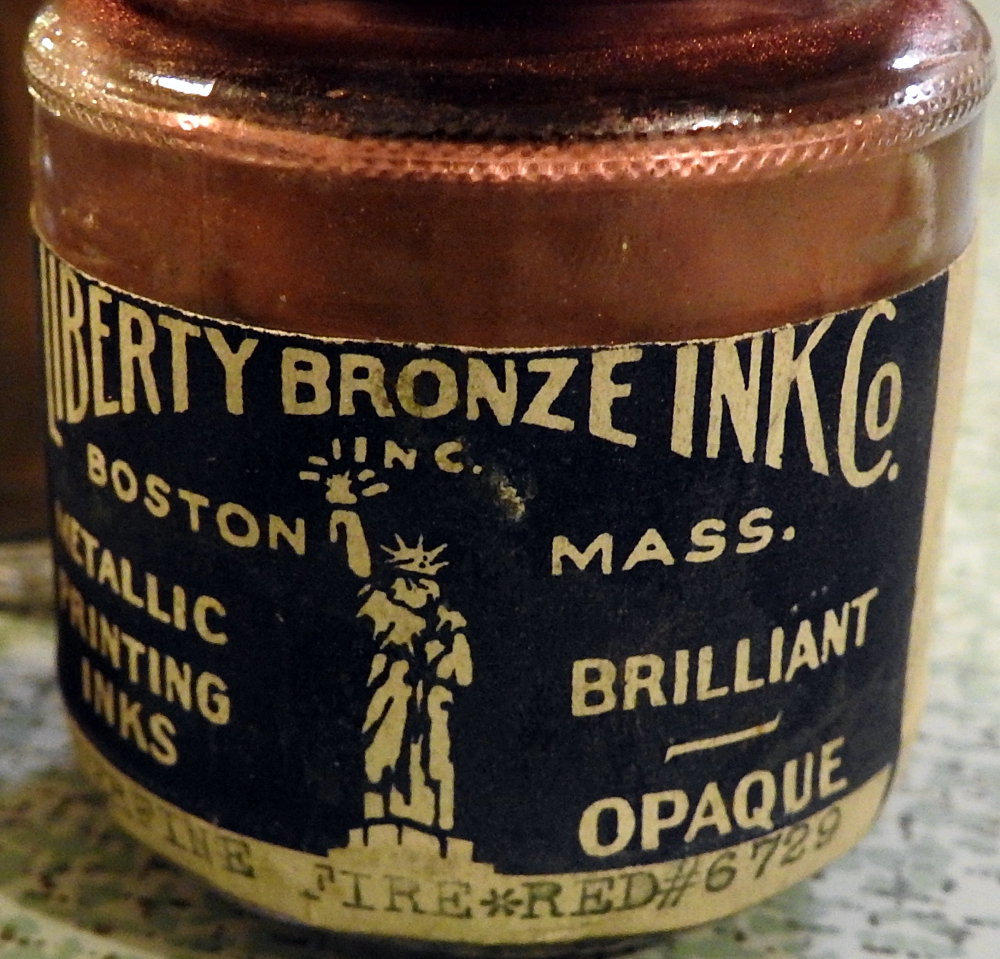 LIBERTY BRONZE INK Co.
INC.
BOSTON MASS.
METALLIC
PRINTING
INKS
BRILLIANT
OPAQUE
FIRE*RED#6729